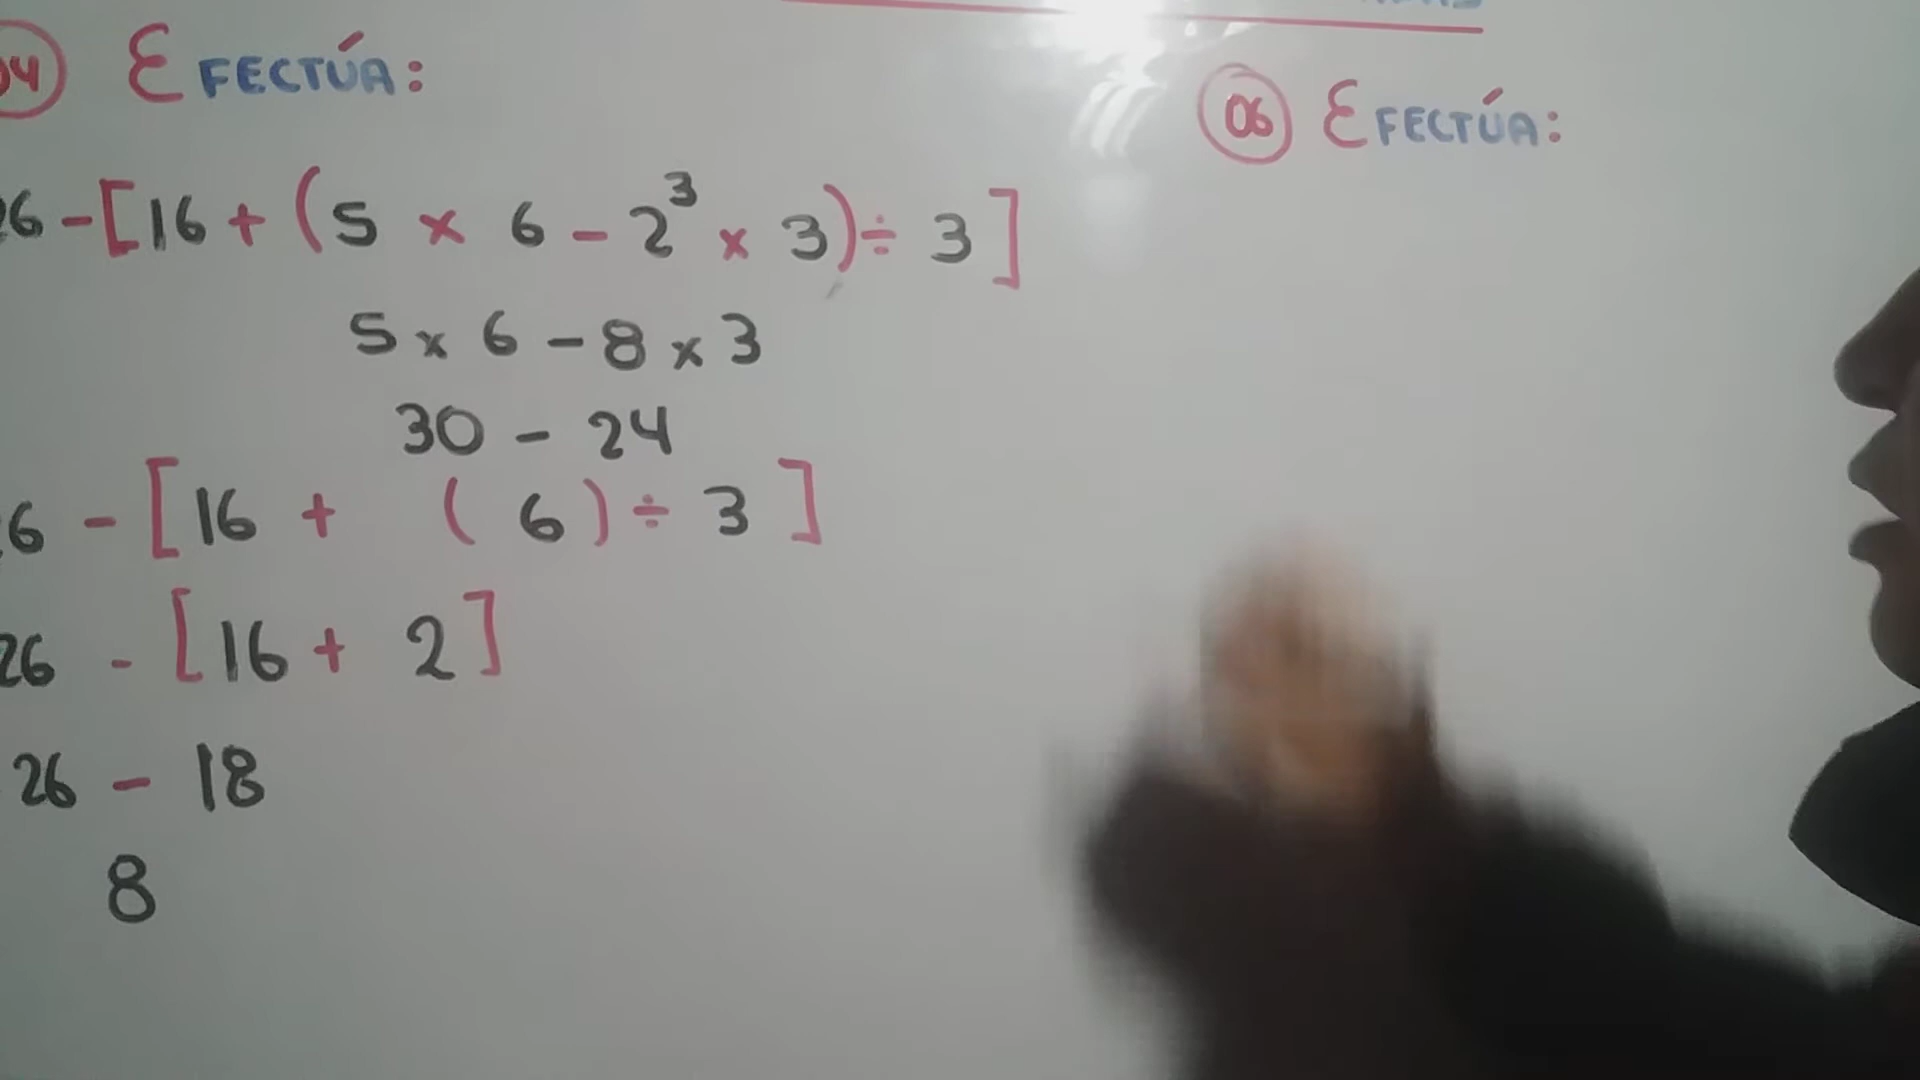 04 EFECTÚA:
26 - [16 + (5 × 6 - 2³ × 3) ÷ 3]
5 × 6 - 8 × 3
30 - 24
26 - [16 + (6) ÷ 3]
26 - [16 + 2]
26 - 18
8
06 EFECTÚA: